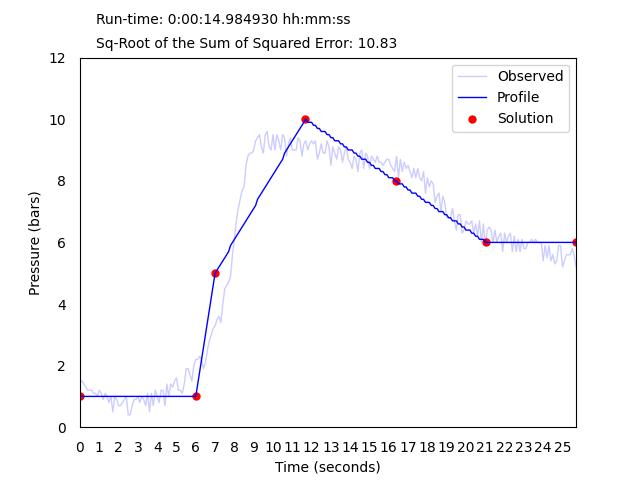 Run-time: 0:00:14.984930 hh:mm:ss
Sq-Root of the Sum of Squared Error: 10.83
12
10
8
6
4
2
0
Pressure (bars)
Observed
Profile
Solution
0 1 2 3 4 5 6 7 8 9 10 11 12 13 14 15 16 17 18 19 20 21 22 23 24 25
Time (seconds)